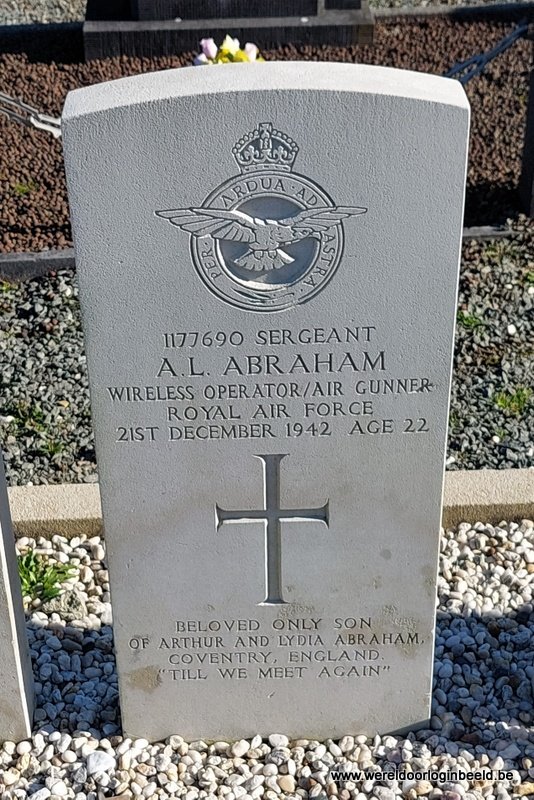 PER ARDUA AD ASTRA
1177690 SERGEANT
A.L. ABRAHAM
WIRELESS OPERATOR/AIR GUNNER
ROYAL AIR FORCE
21ST DECEMBER 1942 AGE 22
BELOVED ONLY SON
OF ARTHUR AND LYDIA ABRAHAM,
COVENTRY, ENGLAND.
"TILL WE MEET AGAIN"
www.wereldoorloginbeeld.be